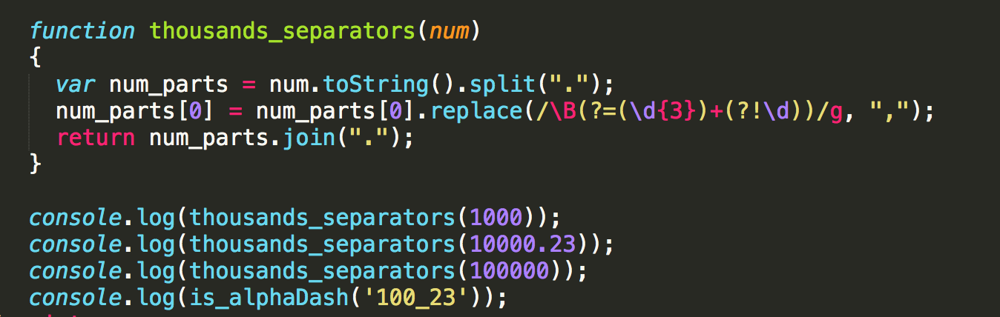 function thousands_separators(num)
{
  var num_parts = num.toString().split(".");
  num_parts[0] = num_parts[0].replace(/\B(?=(\d{3})+(?!\d))/g, ",");
  return num_parts.join(".");
}
console.log(thousands_separators(1000));
console.log(thousands_separators(10000.23));
console.log(thousands_separators(100000));
console.log(is_alphaDash('100_23'));